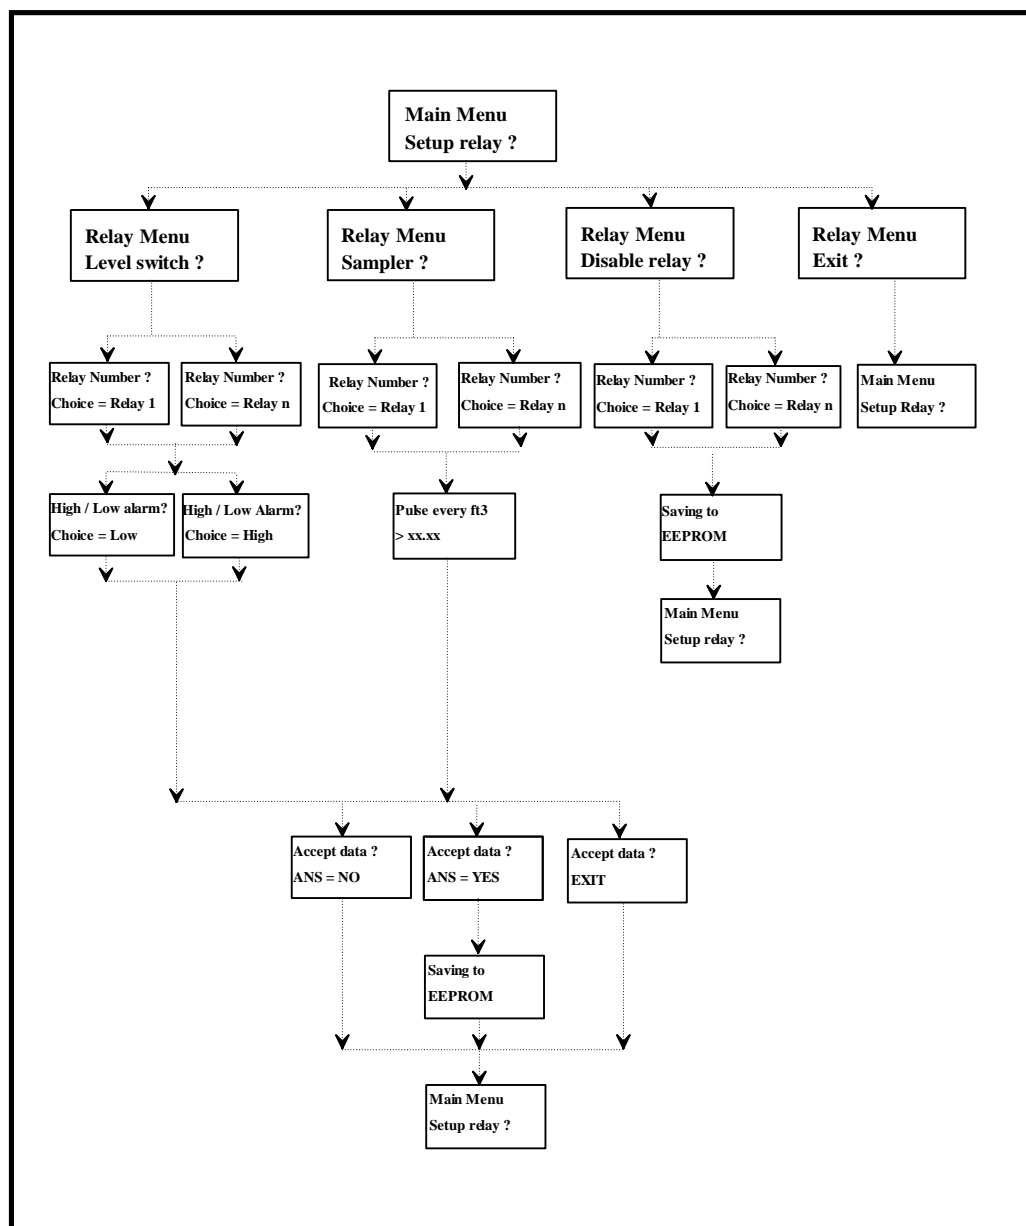 Main Menu
Setup relay ?
Relay Menu
Level switch ?
Relay Menu
Sampler ?
Relay Menu
Disable relay ?
Relay Menu
Exit ?
Relay Number ?
Choice = Relay 1
Relay Number ?
Choice = Relay n
Relay Number ?
Choice = Relay 1
Relay Number ?
Choice = Relay n
Relay Number ?
Choice = Relay 1
Relay Number ?
Choice = Relay n
Main Menu
Setup Relay ?
High / Low alarm?
Choice = Low
High / Low Alarm?
Choice = High
Pulse every ft3
> xx.xx
Saving to
EEPROM
Main Menu
Setup relay ?
Accept data ?
ANS = NO
Accept data ?
ANS = YES
Accept data ?
EXIT
Saving to
EEPROM
Main Menu
Setup relay ?